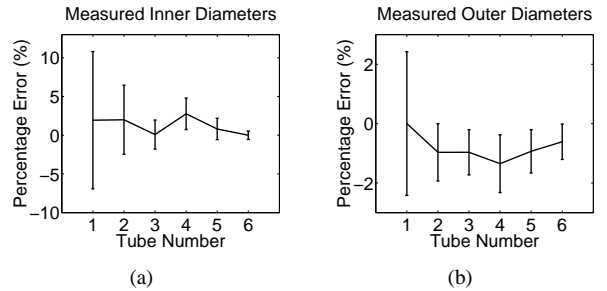 Measured Inner Diameters
Percentage Error (%)
10
5
0
−5
−10
1 2 3 4 5 6
Tube Number
(a)
Measured Outer Diameters
Percentage Error (%)
2
0
−2
1 2 3 4 5 6
Tube Number
(b)